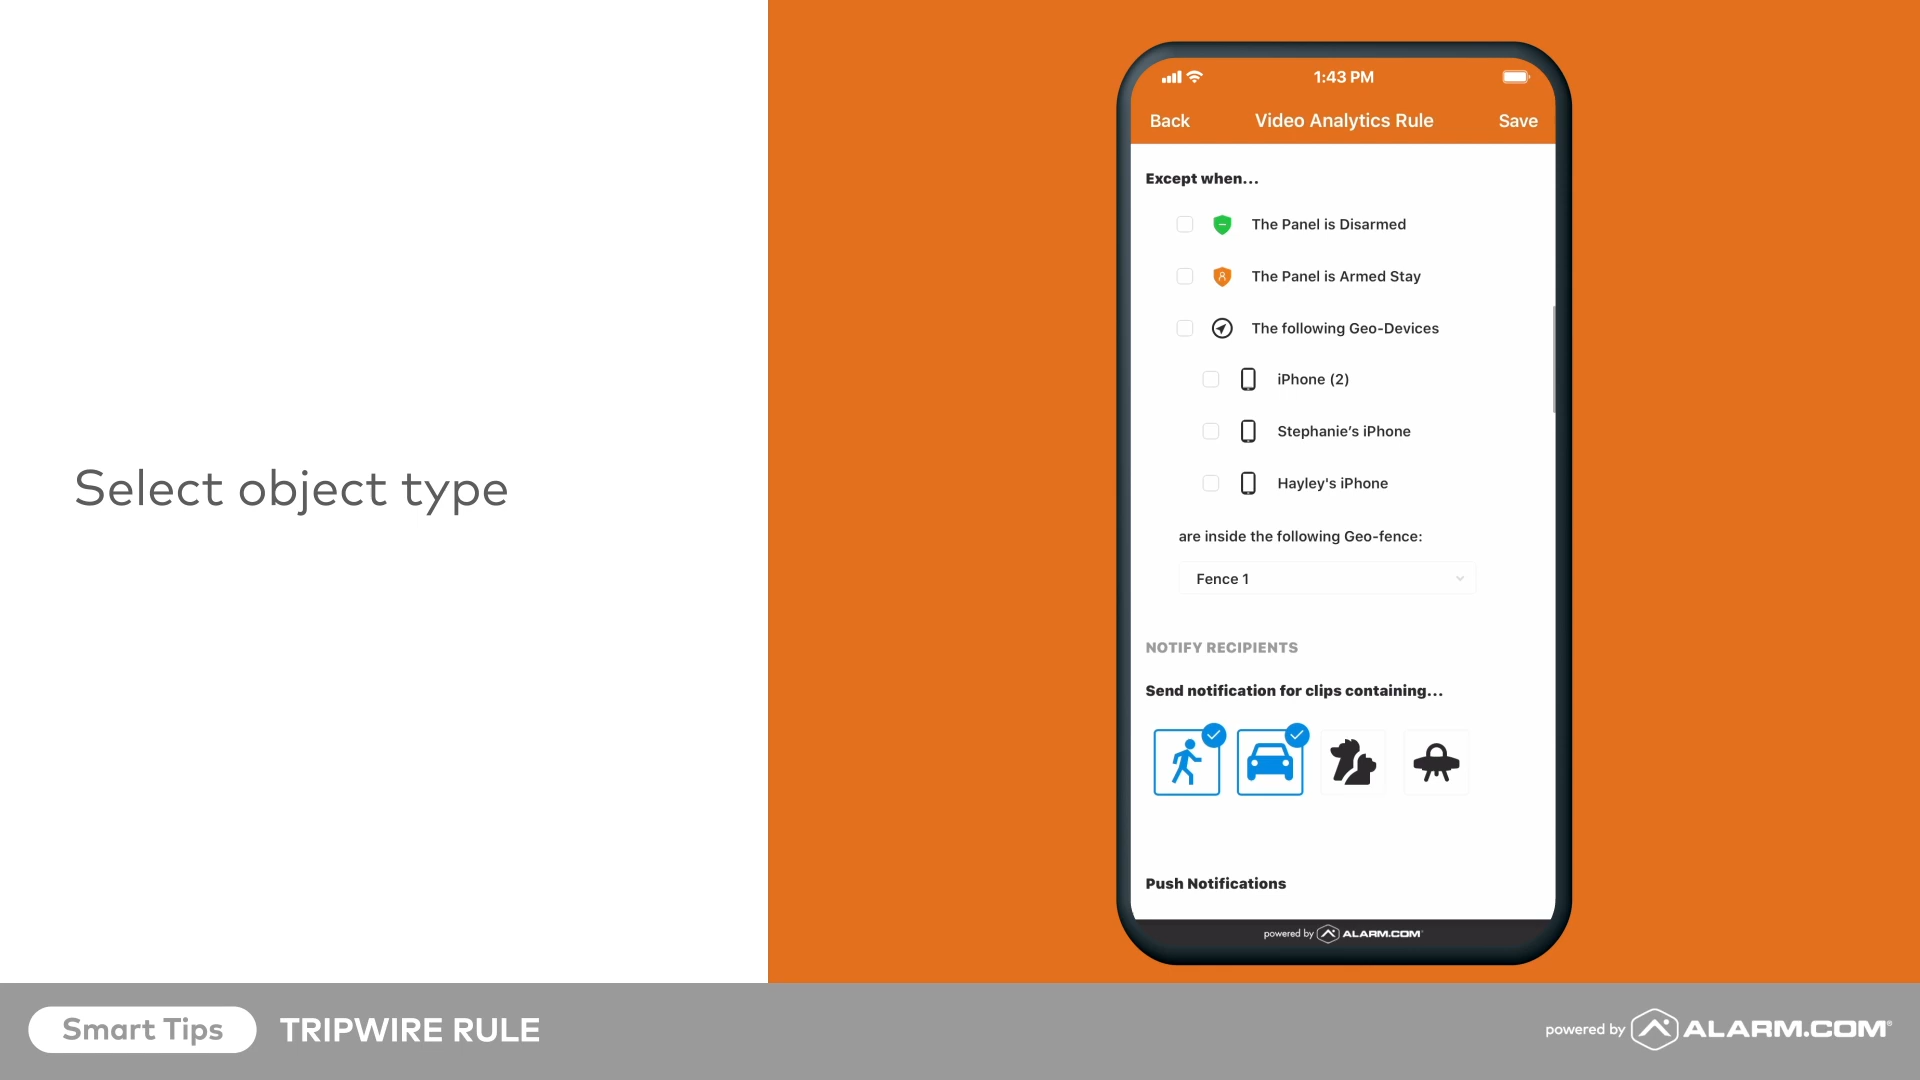 Select object type
1:43 PM
Back
Video Analytics Rule
Save
Except when...
The Panel is Disarmed
The Panel is Armed Stay
The following Geo-Devices
iPhone (2)
Stephanie’s iPhone
Hayley's iPhone
are inside the following Geo-fence:
Fence 1
NOTIFY RECIPIENTS
Send notification for clips containing...
Push Notifications
powered by ALARM.COM
Smart Tips
TRIPWIRE RULE
powered by ALARM.COM®